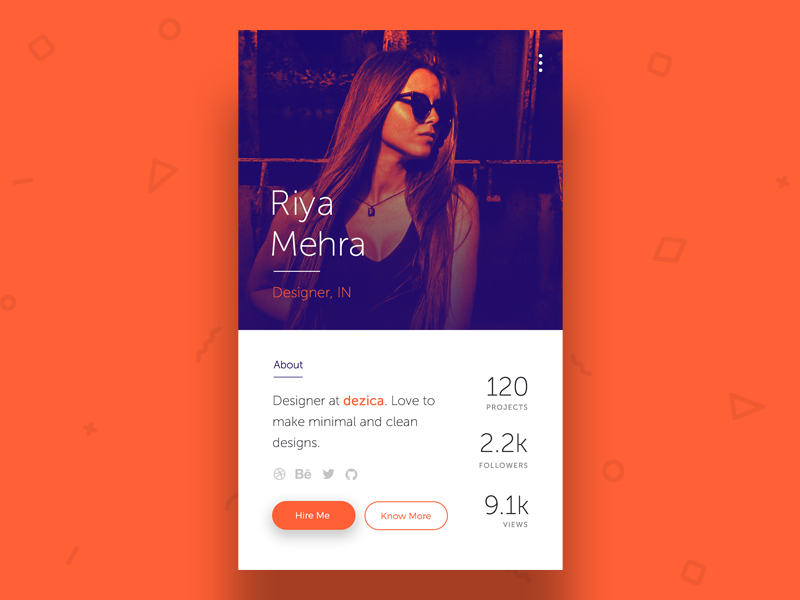 Riya
Mehra
Designer, IN
About
Designer at dezica. Love to
make minimal and clean
designs.
Bē
Hire Me
Know More
120
PROJECTS
2.2k
FOLLOWERS
9.1k
VIEWS